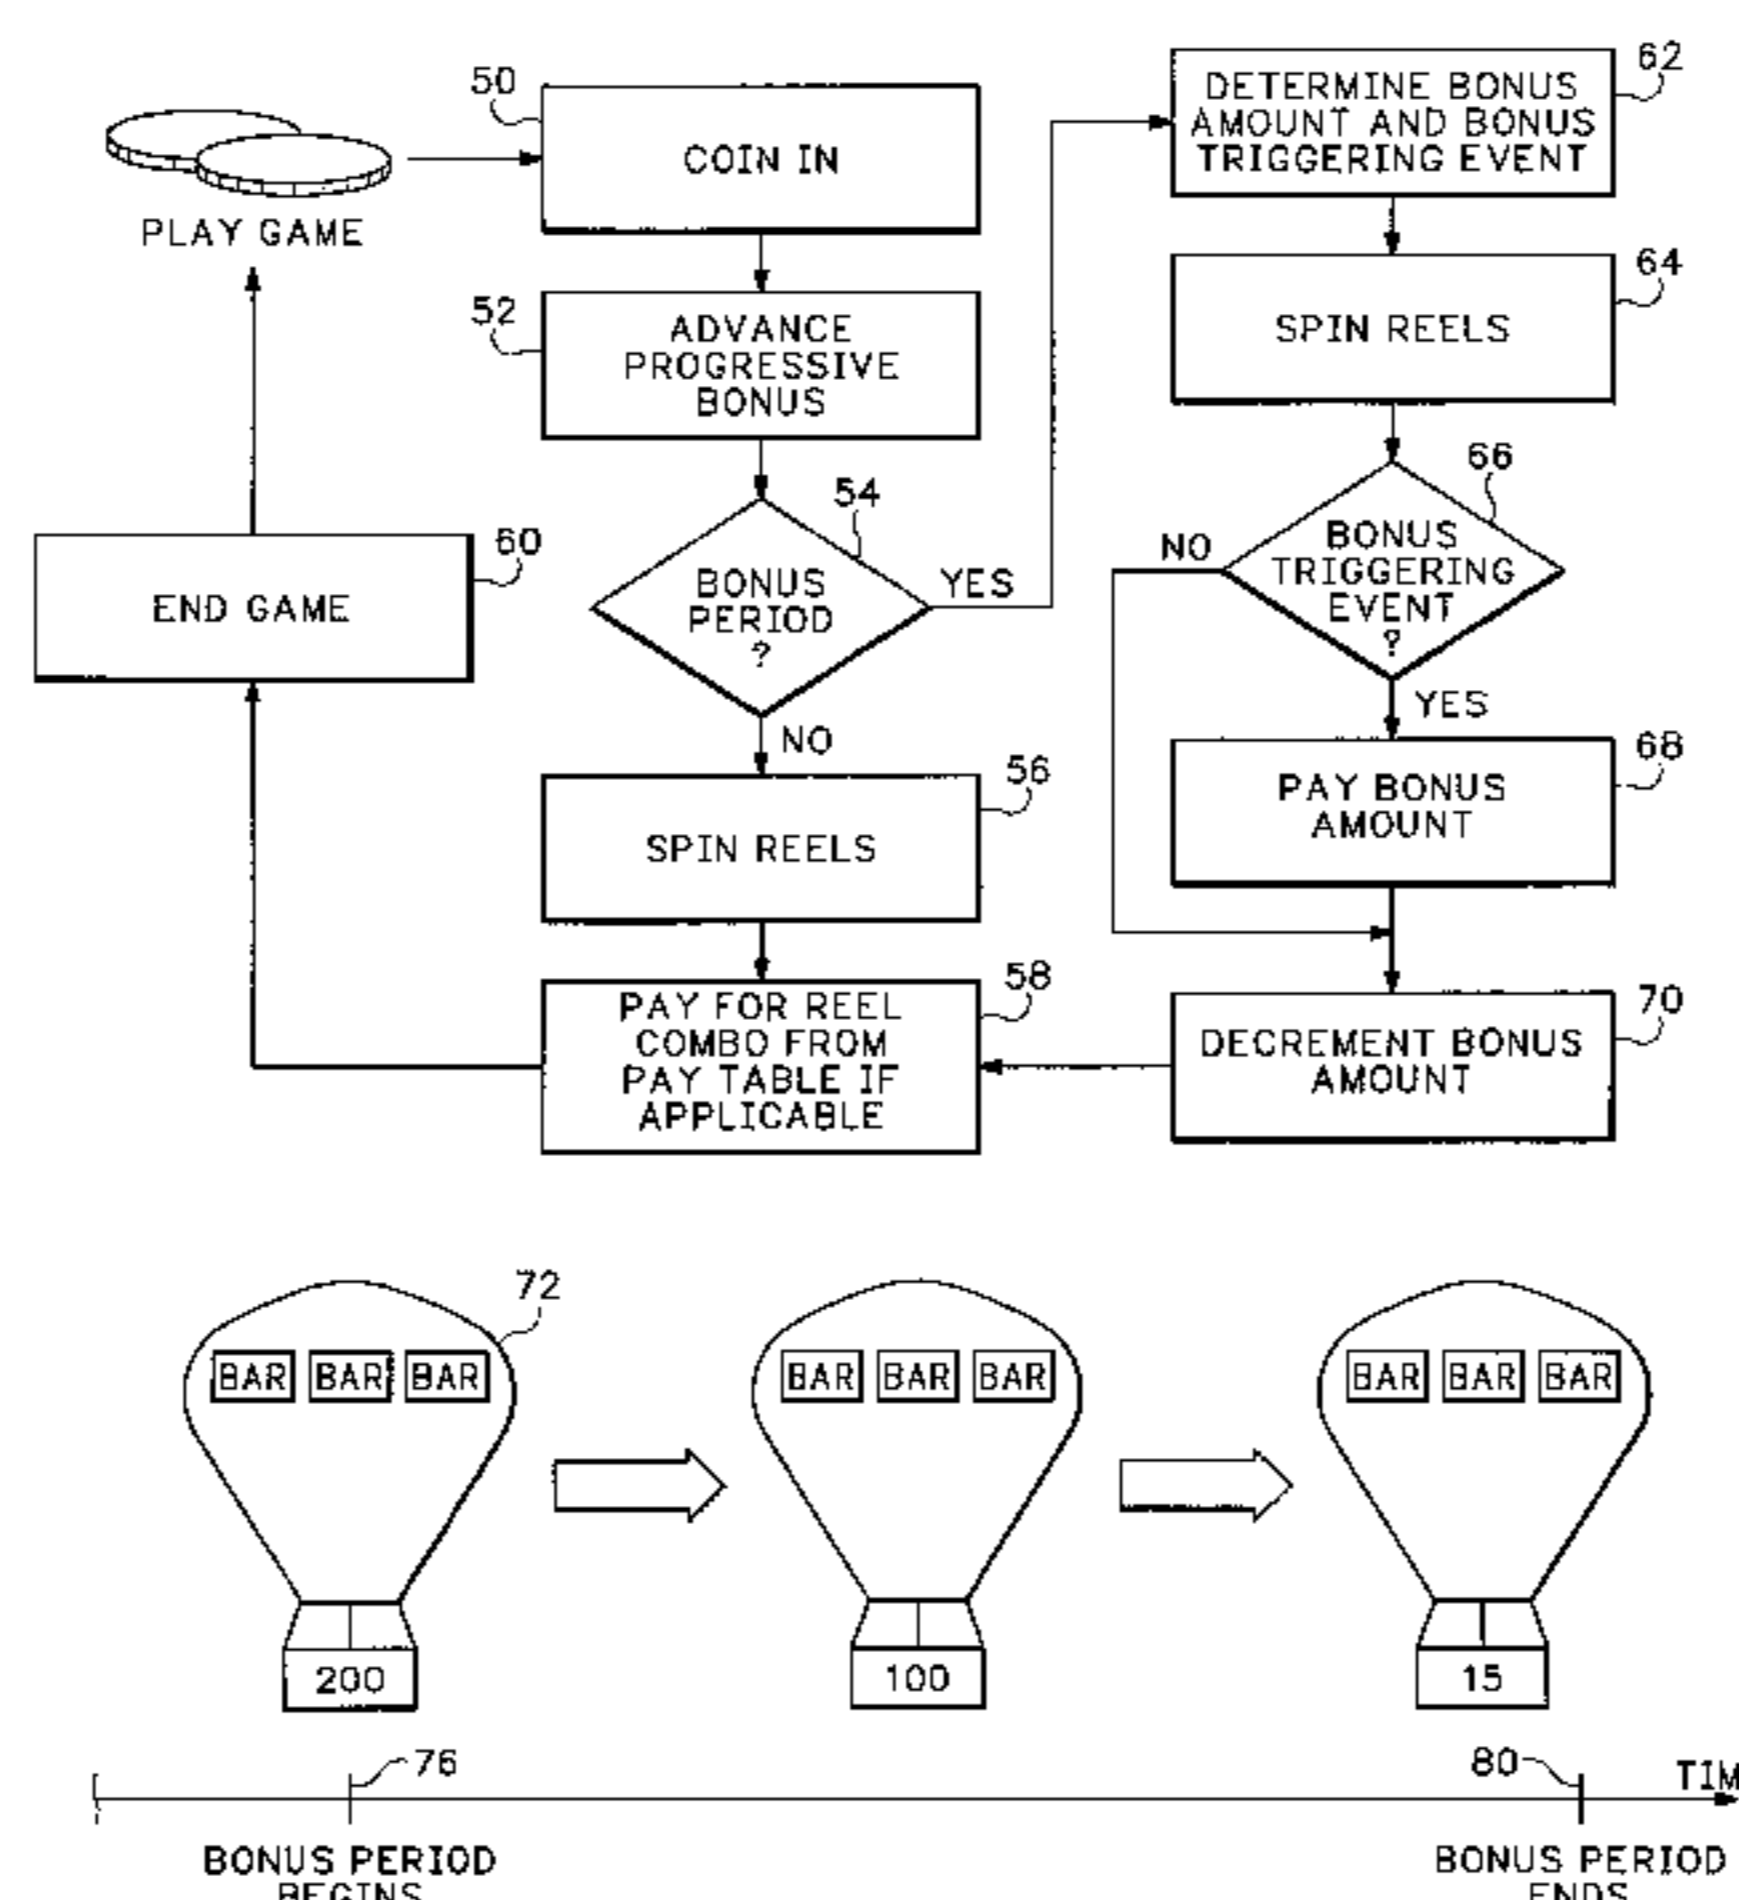 50
COIN IN
PLAY GAME
52
ADVANCE
PROGRESSIVE
BONUS
54
BONUS
PERIOD
?
YES
NO
56
SPIN REELS
58
PAY FOR REEL
COMBO FROM
PAY TABLE IF
APPLICABLE
60
END GAME
62
DETERMINE BONUS
AMOUNT AND BONUS
TRIGGERING EVENT
64
SPIN REELS
66
BONUS
TRIGGERING
EVENT
?
NO
YES
68
PAY BONUS
AMOUNT
70
DECREMENT BONUS
AMOUNT
72
BAR BAR BAR
200
BAR BAR BAR
100
BAR BAR BAR
15
76
80
TIM
BONUS PERIOD
BEGINS
BONUS PERIOD
ENDS